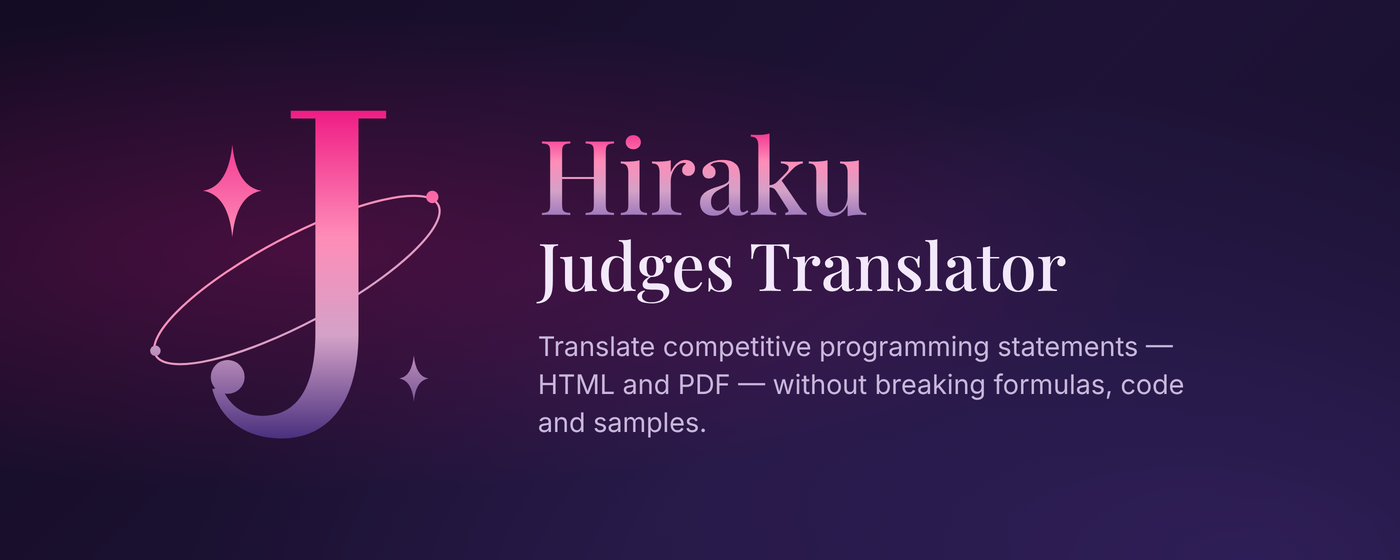 J
Hiraku
Judges Translator
Translate competitive programming statements —
HTML and PDF — without breaking formulas, code
and samples.